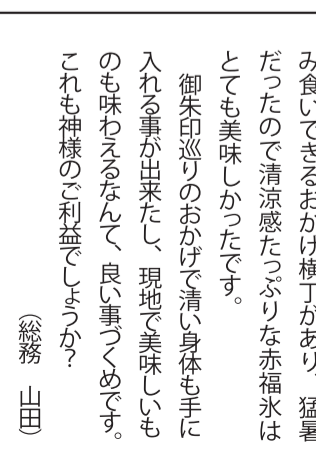 み食いできるおかげ横丁があり、猛暑
だったので清涼感たっぷりな赤福氷は
とても美味しかったです。
御朱印巡りのおかげで清い身体も手に
入れる事が出来たし、現地で美味しいも
のも味わえるなんて、良い事づくめです。
これも神様のご利益でしょうか？
（総務　山田）